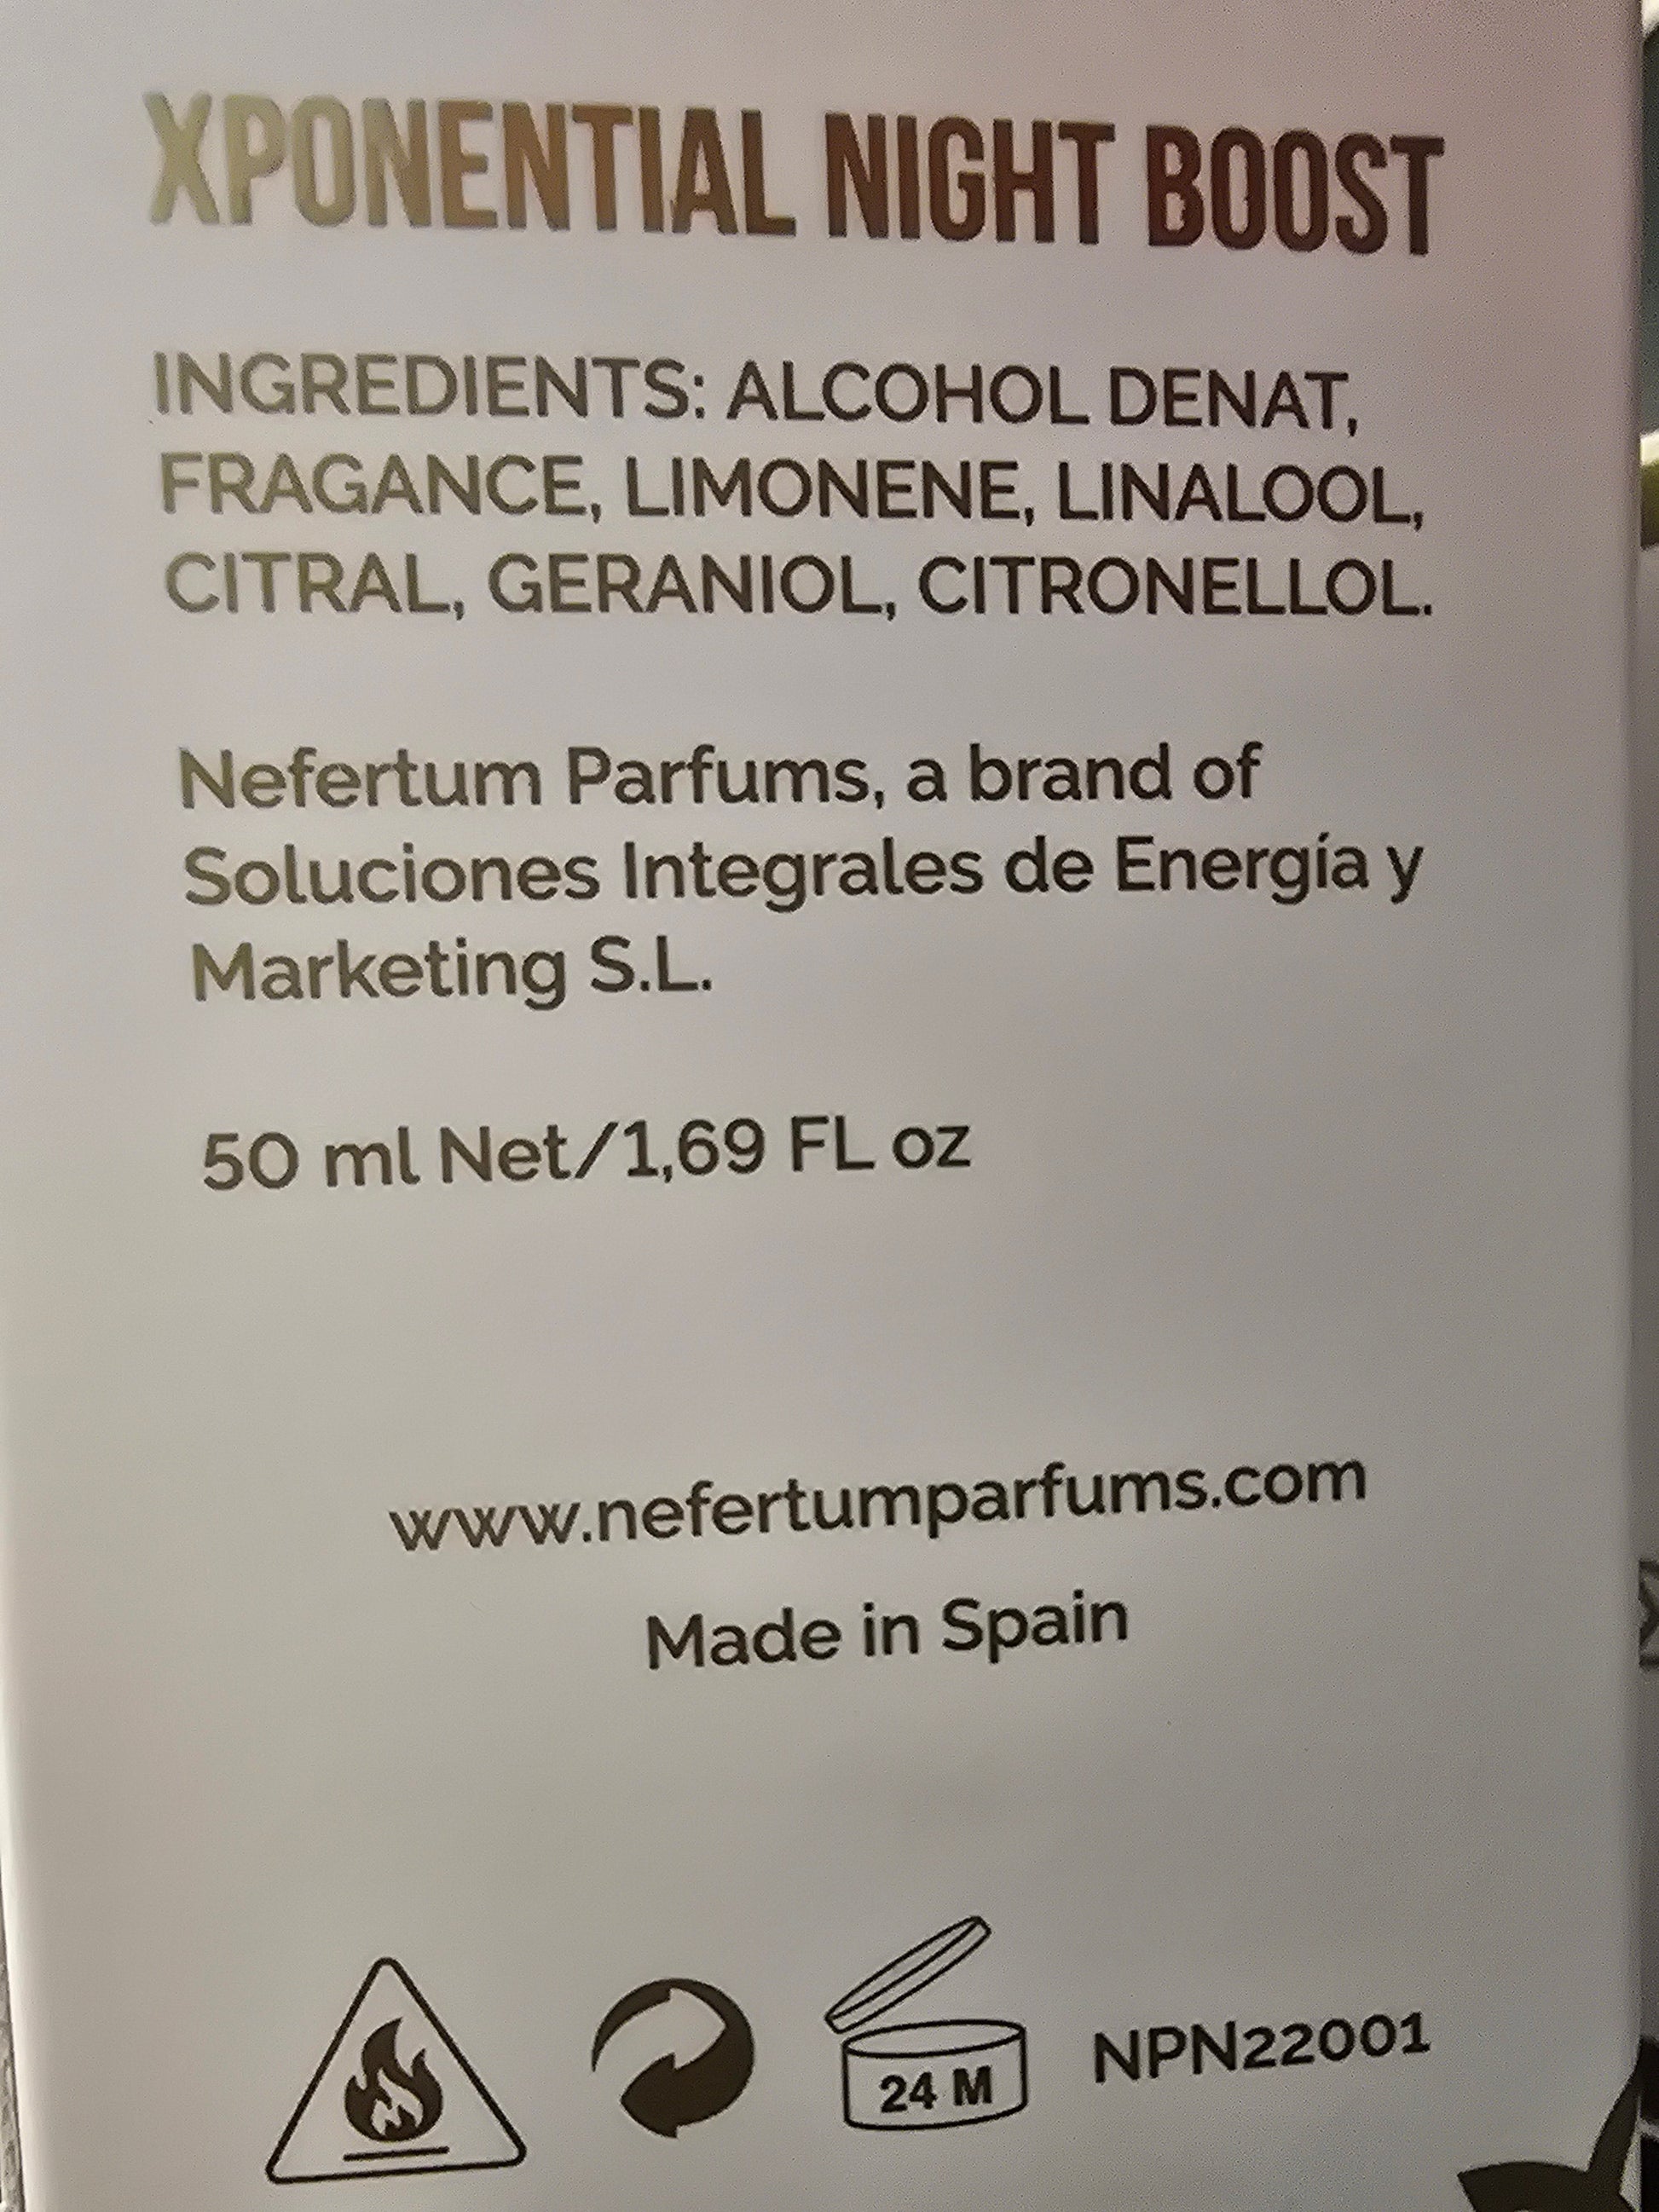 XPONENTIAL NIGHT BOOST
INGREDIENTS: ALCOHOL DENAT,
FRAGANCE, LIMONENE, LINALOOL,
CITRAL, GERANIOL, CITRONELLOL.
Nefertum Parfums, a brand of
Soluciones Integrales de Energía y
Marketing S.L.
50 ml Net/1,69 FL oz
www.nefertumparfums.com
Made in Spain
24 M
NPN22001